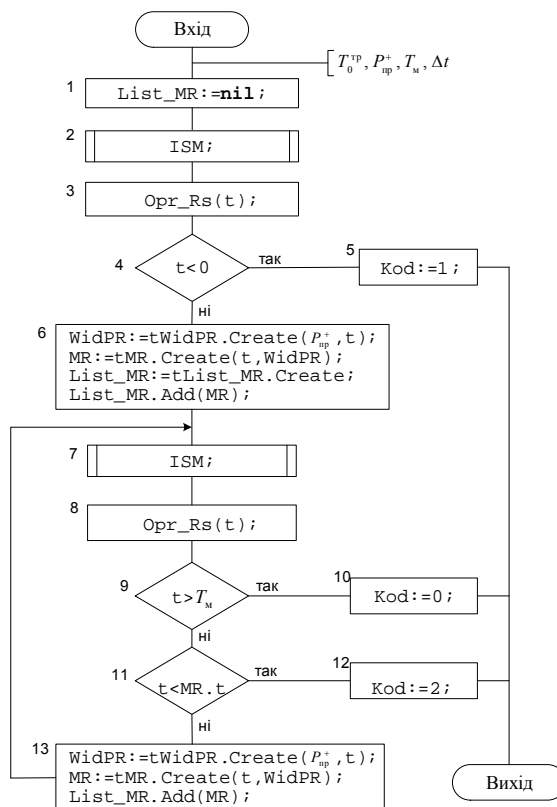 Вхід
T₀ᵀᴾ, P⁺пр, Tм, Δt
1
List_MR:=nil;
2
ISM;
3
Opr_Rs(t);
4
t<0
так
5
Kod:=1;
ні
6
WidPR:=tWidPR.Create(P⁺пр,t);
MR:=tMR.Create(t,WidPR);
List_MR:=tList_MR.Create;
List_MR.Add(MR);
7
ISM;
8
Opr_Rs(t);
9
t>Tм
так
10
Kod:=0;
ні
11
t<MR.t
так
12
Kod:=2;
ні
13
WidPR:=tWidPR.Create(P⁺пр,t);
MR:=tMR.Create(t,WidPR);
List_MR.Add(MR);
Вихід